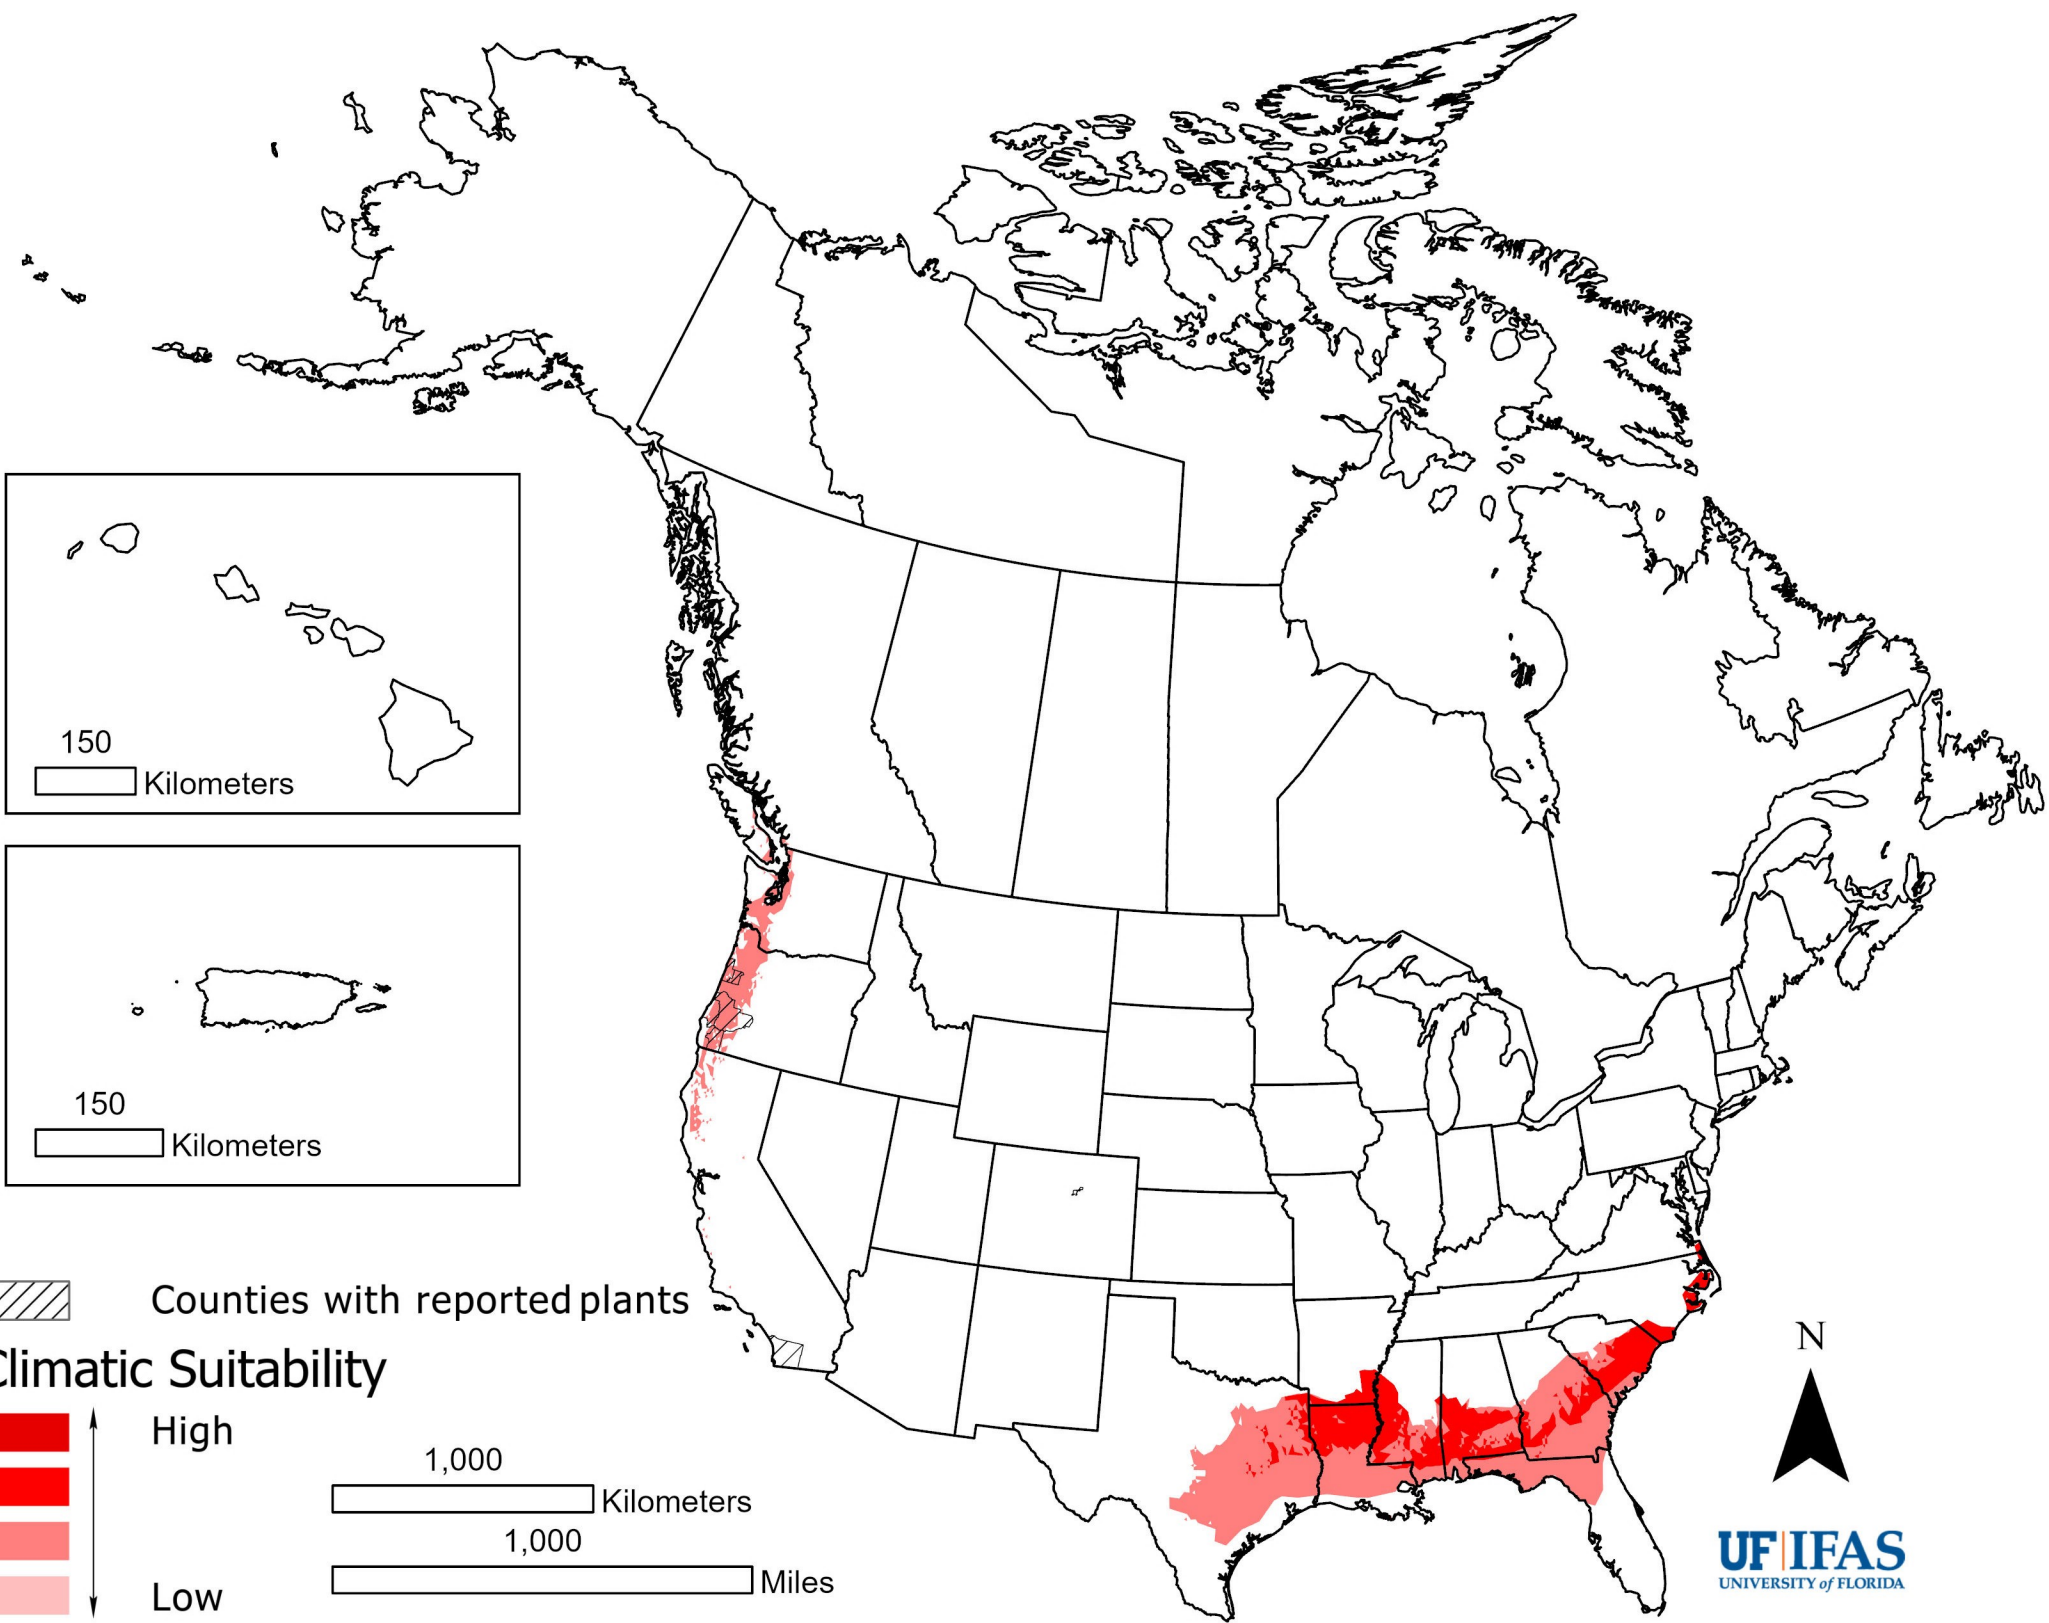 150
Kilometers
150
Kilometers
Counties with reported plants
Climatic Suitability
High
Low
1,000
Kilometers
1,000
Miles
N
UF|IFAS
UNIVERSITY of FLORIDA